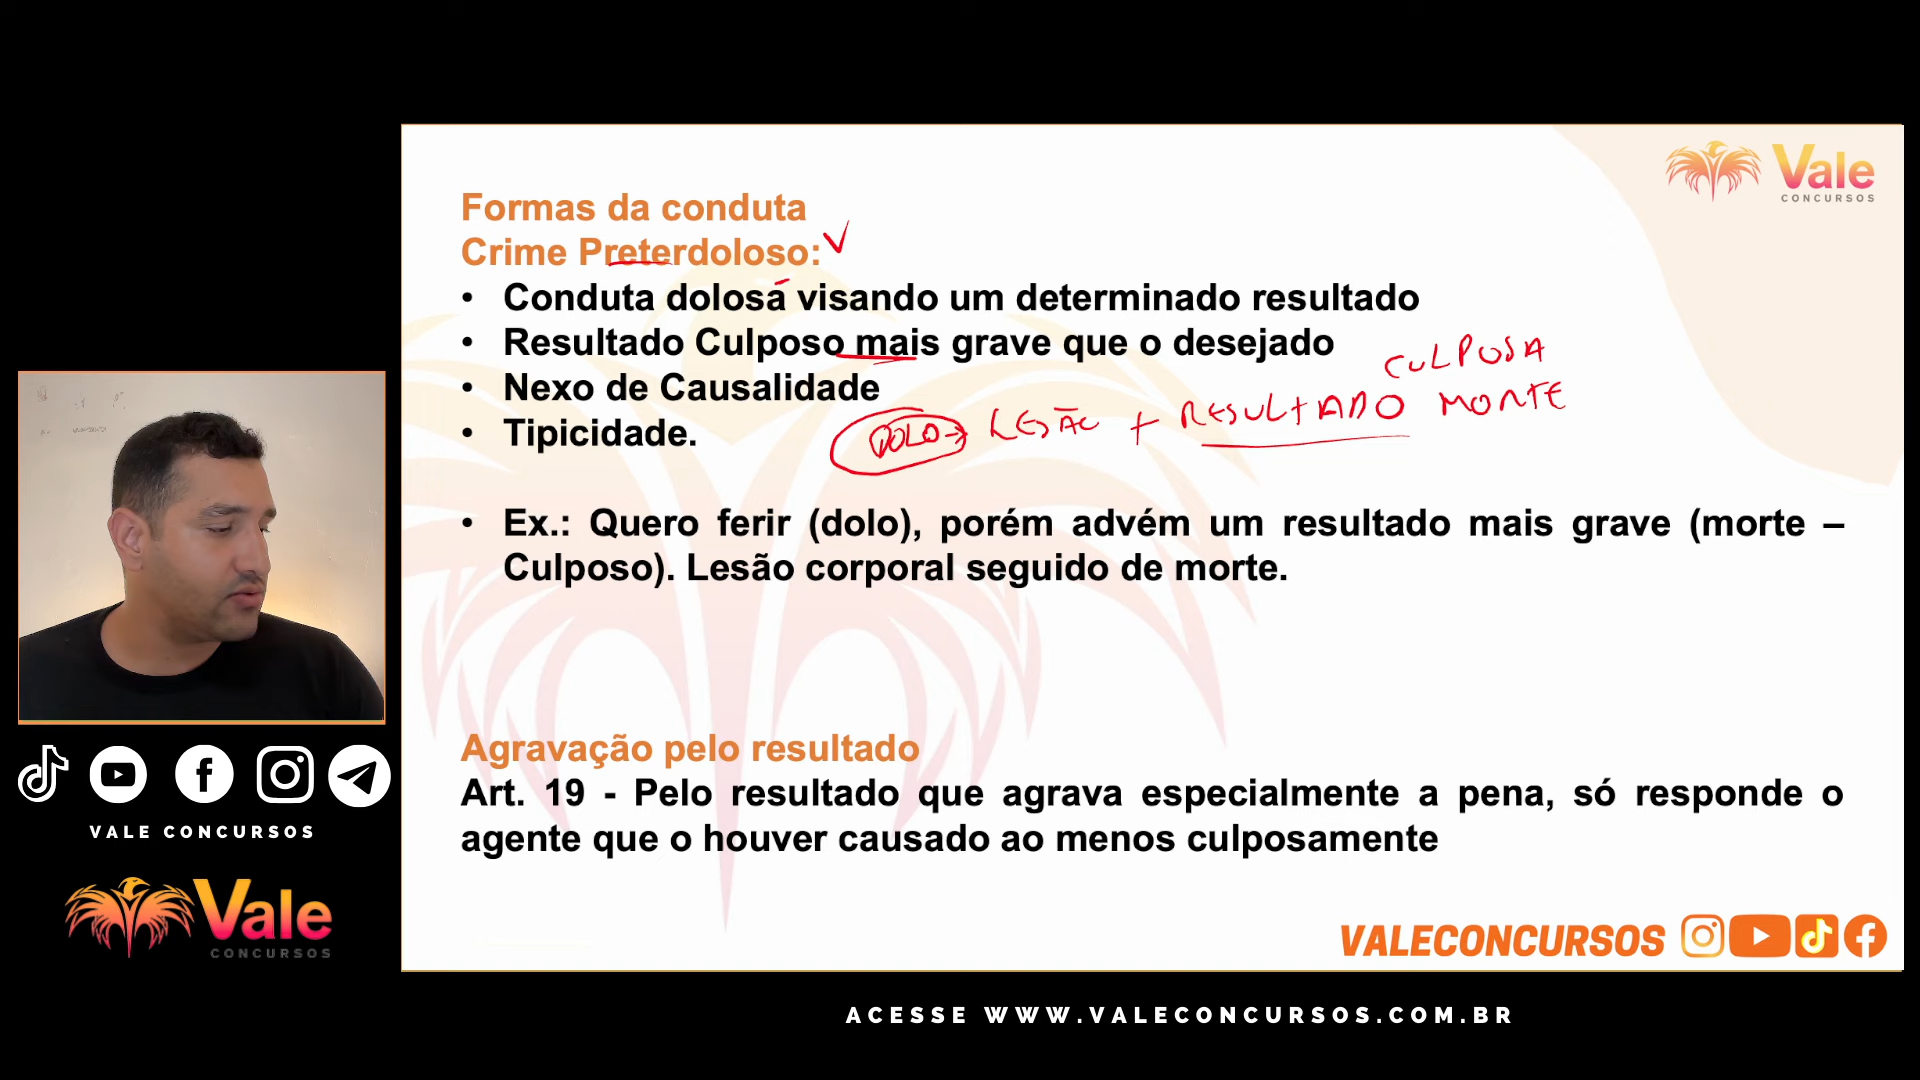 Vale
CONCURSOS
Formas da conduta
Crime Preterdoloso:
• Conduta dolosa visando um determinado resultado
• Resultado Culposo mais grave que o desejado
CULPOSA
• Nexo de Causalidade
• Tipicidade.
DOLO → LESÃO + RESULTADO MORTE
• Ex.: Quero ferir (dolo), porém advém um resultado mais grave (morte –
Culposo). Lesão corporal seguido de morte.
Agravação pelo resultado
Art. 19 - Pelo resultado que agrava especialmente a pena, só responde o
agente que o houver causado ao menos culposamente
VALE CONCURSOS
Vale
CONCURSOS
VALECONCURSOS
ACESSE WWW.VALECONCURSOS.COM.BR